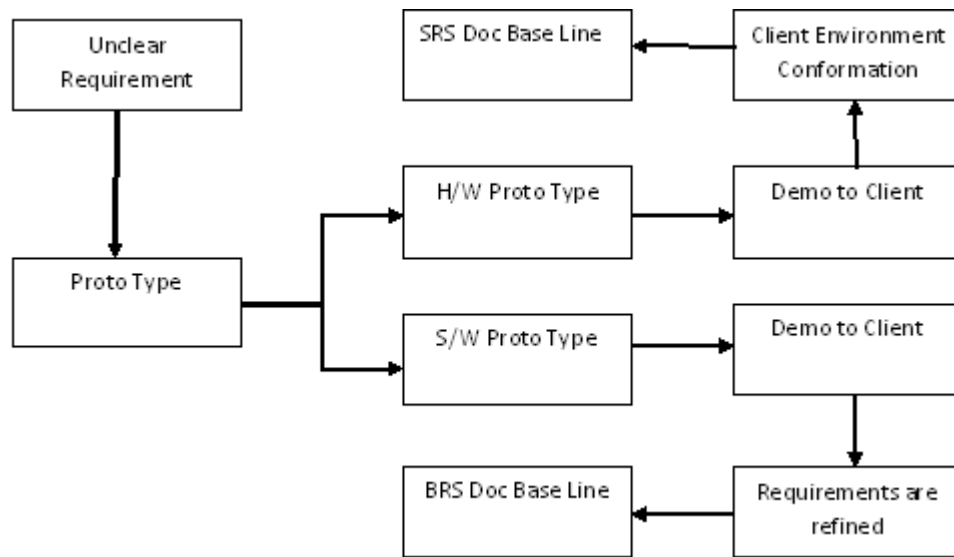 Unclear
Requirement
SRS Doc Base Line
Client Environment
Conformation
H/W Proto Type
Demo to Client
Proto Type
S/W Proto Type
Demo to Client
BRS Doc Base Line
Requirements are
refined